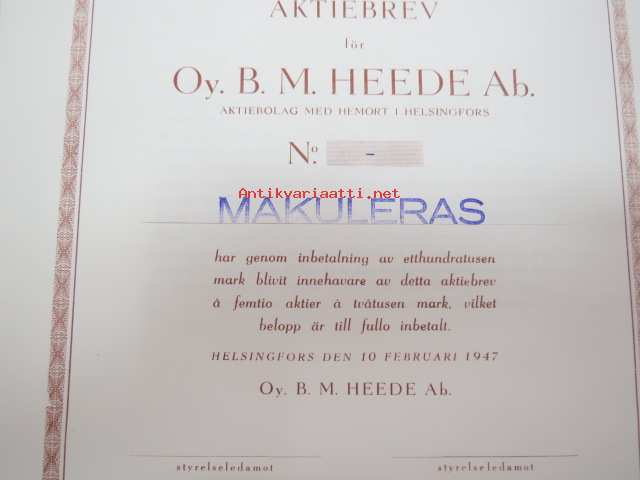 AKTIEBREV
för
Oy. B. M. HEEDE Ab.
AKTIEBOLAG MED HEMORT I HELSINGFORS
No. -
Antikvariaatti.net
MAKULERAS
har genom inbetalning av etthundratusen
mark blivit innehavare av detta aktiebrev
å femtio aktier à tvåtusen mark, vilket
belopp är till fullo inbetalt.
HELSINGFORS DEN 10 FEBRUARI 1947
Oy. B. M. HEEDE Ab.
styrelseledamot styrelseledamot